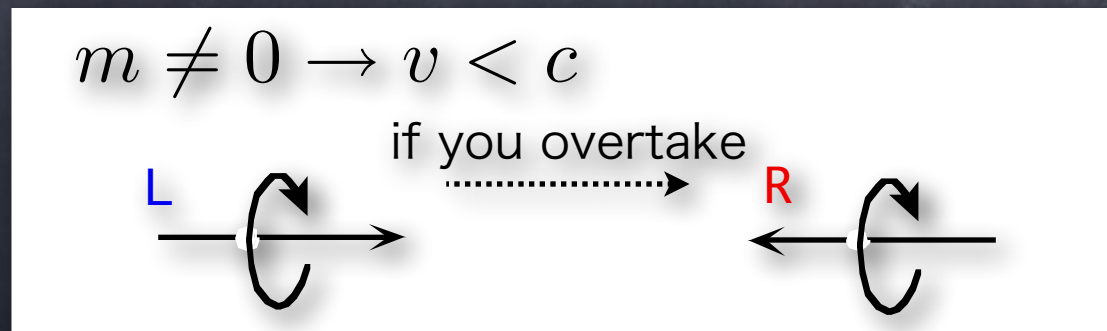 m ≠ 0 → v < c
if you overtake
L
R